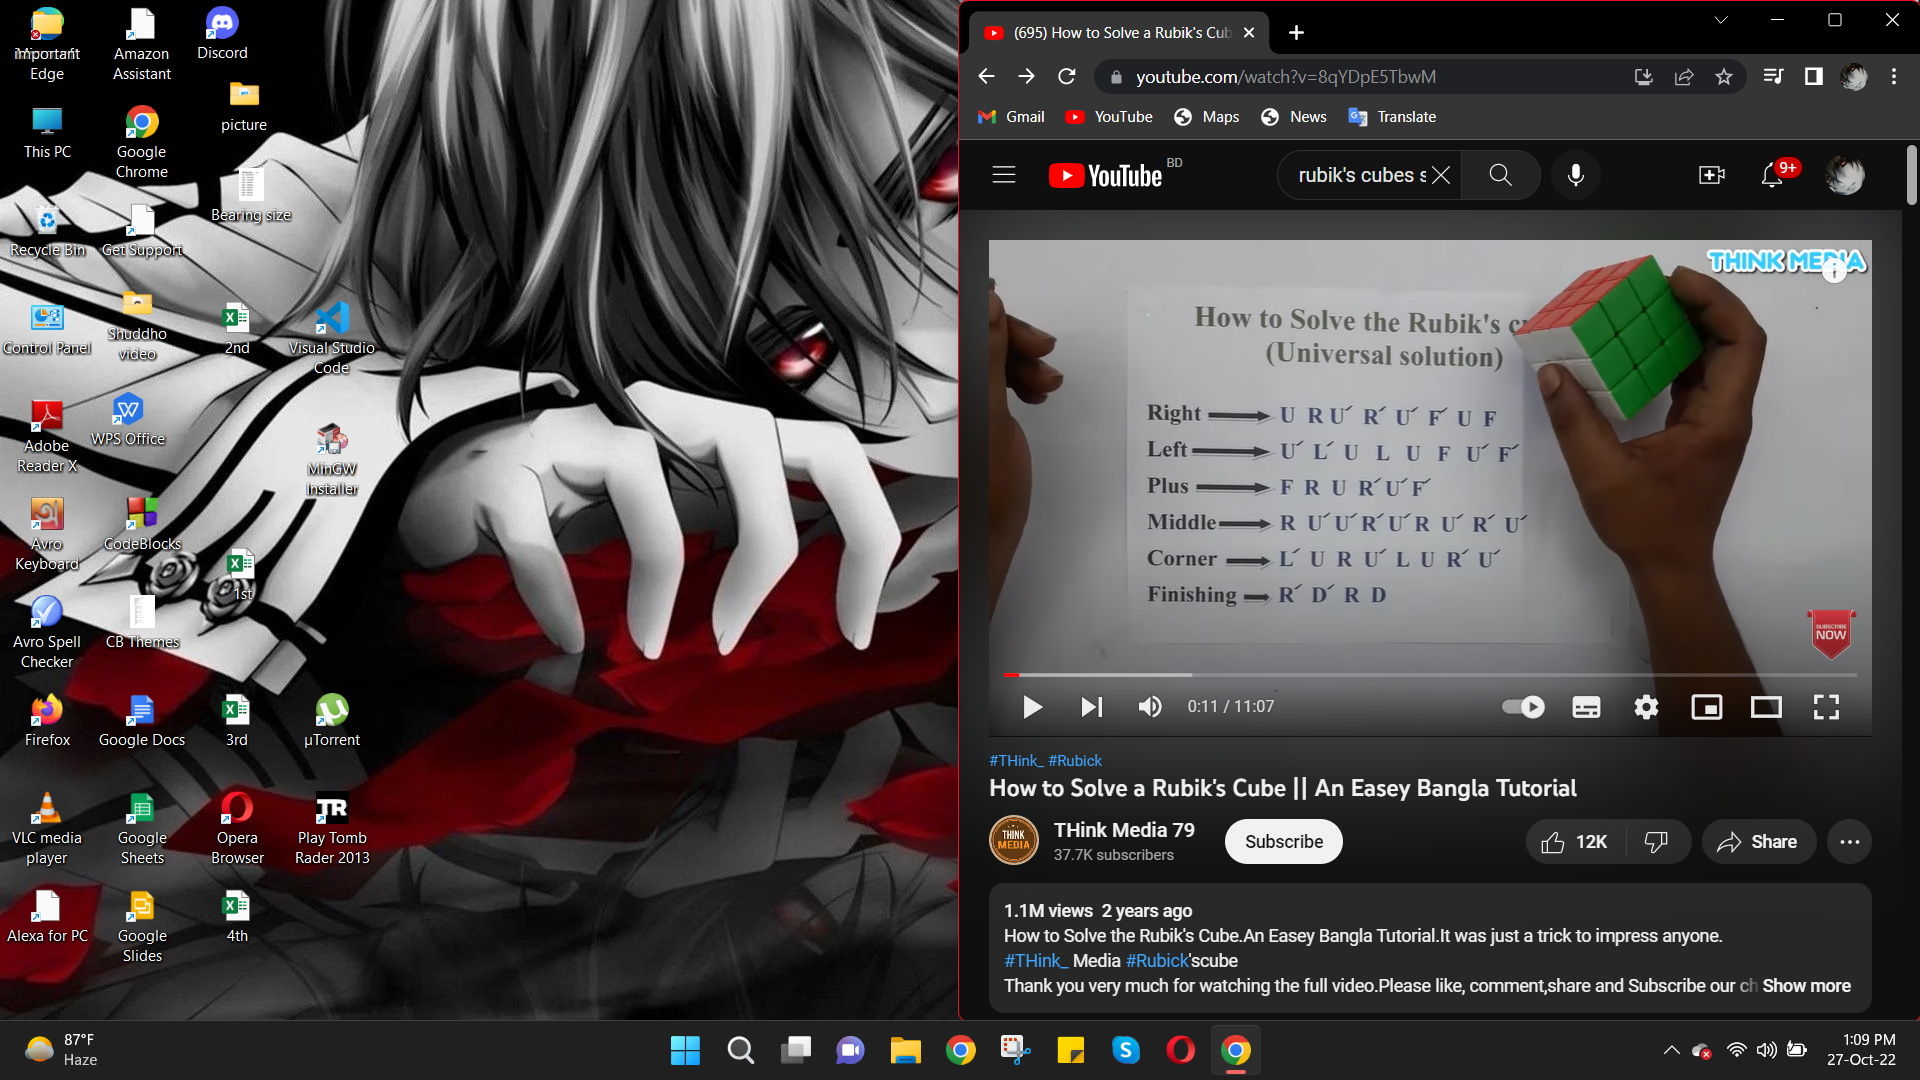 Important
Edge
Amazon
Assistant
Discord
picture
This PC
Google
Chrome
Bearing size
Recycle Bin
Get Support
Control Panel
Shuddho
video
2nd
Visual Studio
Code
Adobe
Reader X
WPS Office
MinGW
Installer
Avro
Keyboard
CodeBlocks
1st
Avro Spell
Checker
CB Themes
Firefox
Google Docs
3rd
µTorrent
VLC media
player
Google
Sheets
Opera
Browser
TR
Play Tomb
Rader 2013
Alexa for PC
Google
Slides
4th
(695) How to Solve a Rubik's Cub
youtube.com/watch?v=8qYDpE5TbwM
Gmail YouTube Maps News Translate
YouTube BD
rubik's cubes s
9+
THINK MEDIA
How to Solve the Rubik's
(Universal solution)
Right U R U´ R´ U´ F´ U F
Left U´ L´ U L U F U´ F´
Plus F R U R´ U´ F´
Middle R U´ U´ R´ U´ R U´ R´ U´
Corner L´ U R U´ L U R´ U´
Finishing R´ D´ R D
SUBSCRIBE
NOW
0:11 / 11:07
#THink_ #Rubick
How to Solve a Rubik's Cube || An Easey Bangla Tutorial
THINK
MEDIA
THink Media 79
37.7K subscribers
Subscribe
12K
Share
1.1M views 2 years ago
How to Solve the Rubik's Cube.An Easey Bangla Tutorial.It was just a trick to impress anyone.
#THink_ Media #Rubick'scube
Thank you very much for watching the full video.Please like, comment,share and Subscribe our ch Show more
87°F
Haze
1:09 PM
27-Oct-22